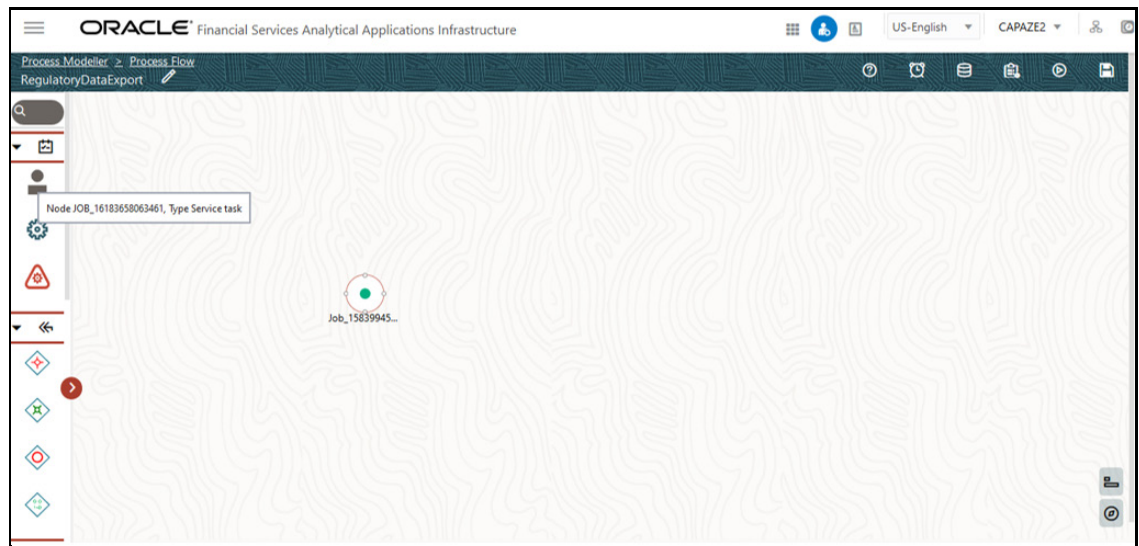 ORACLE Financial Services Analytical Applications Infrastructure
US-English
CAPAZE2
Process Modeller > Process Flow
RegulatoryDataExport
Node JOB_16183658063461, Type Service task
Job_15839945...